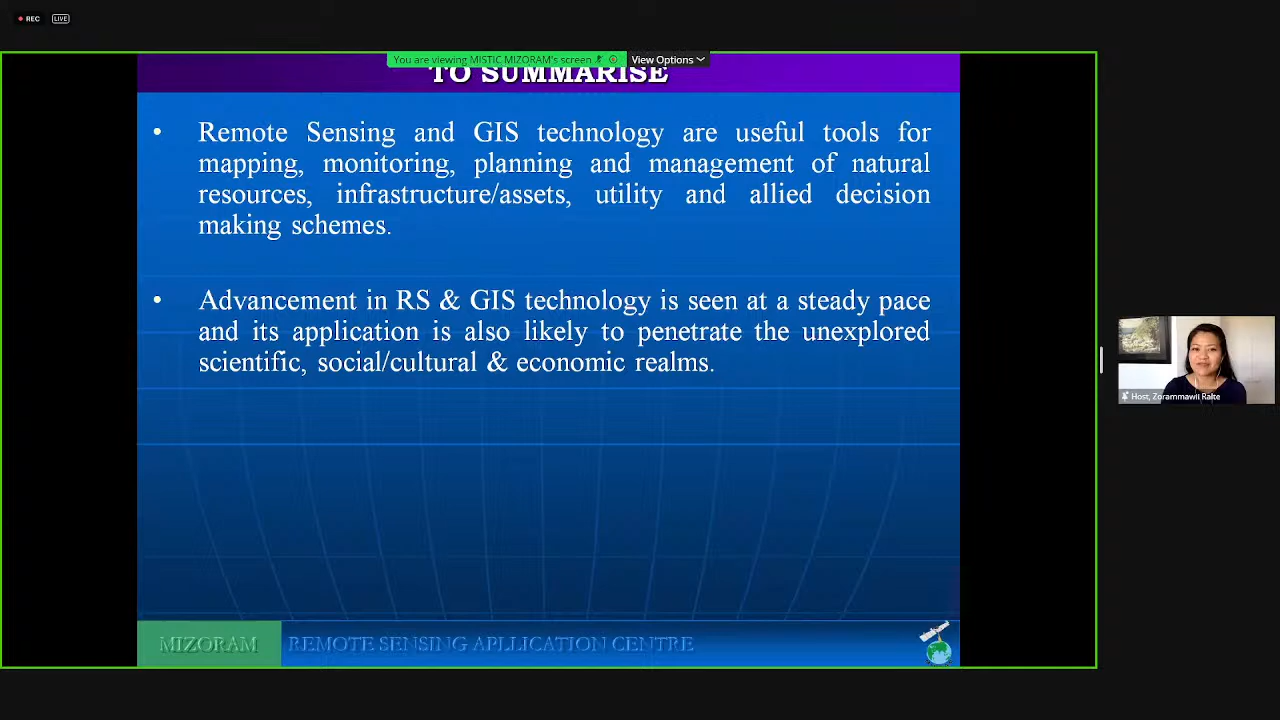 REC LIVE
You are viewing MISTIC MIZORAM's screen
View Options
TO SUMMARISE
• Remote Sensing and GIS technology are useful tools for
mapping, monitoring, planning and management of natural
resources, infrastructure/assets, utility and allied decision
making schemes.
• Advancement in RS & GIS technology is seen at a steady pace
and its application is also likely to penetrate the unexplored
scientific, social/cultural & economic realms.
Host, Zorammawii Ralte
MIZORAM REMOTE SENSING APLLICATION CENTRE